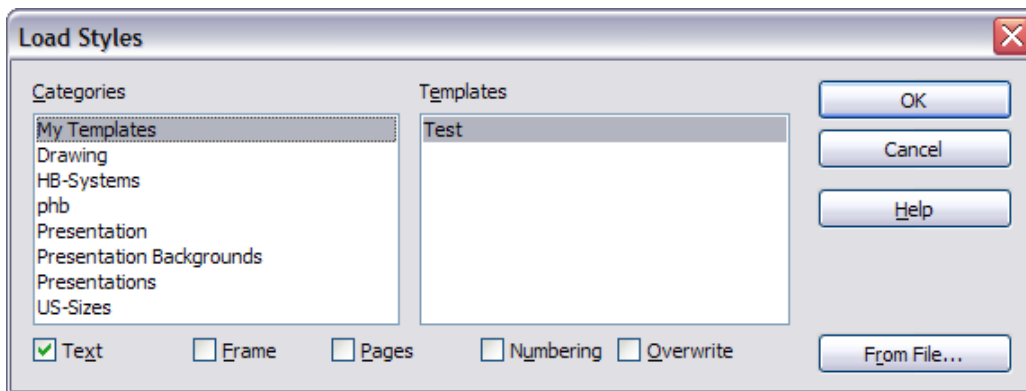 Load Styles
Categories
Templates
My Templates
Drawing
HB-Systems
phb
Presentation
Presentation Backgrounds
Presentations
US-Sizes
Test
OK
Cancel
Help
Text
Frame
Pages
Numbering
Overwrite
From File...